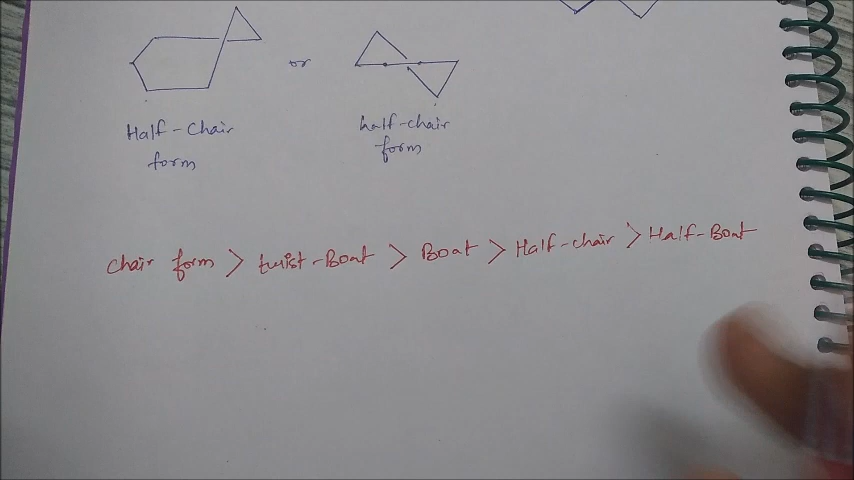 or
Half-Chair
form
half-chair
form
chair form > twist-Boat > Boat > Half-chair > Half-Boat